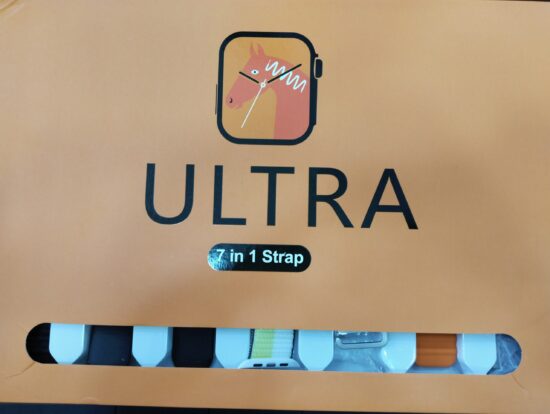 ULTRA
7 in 1 Strap